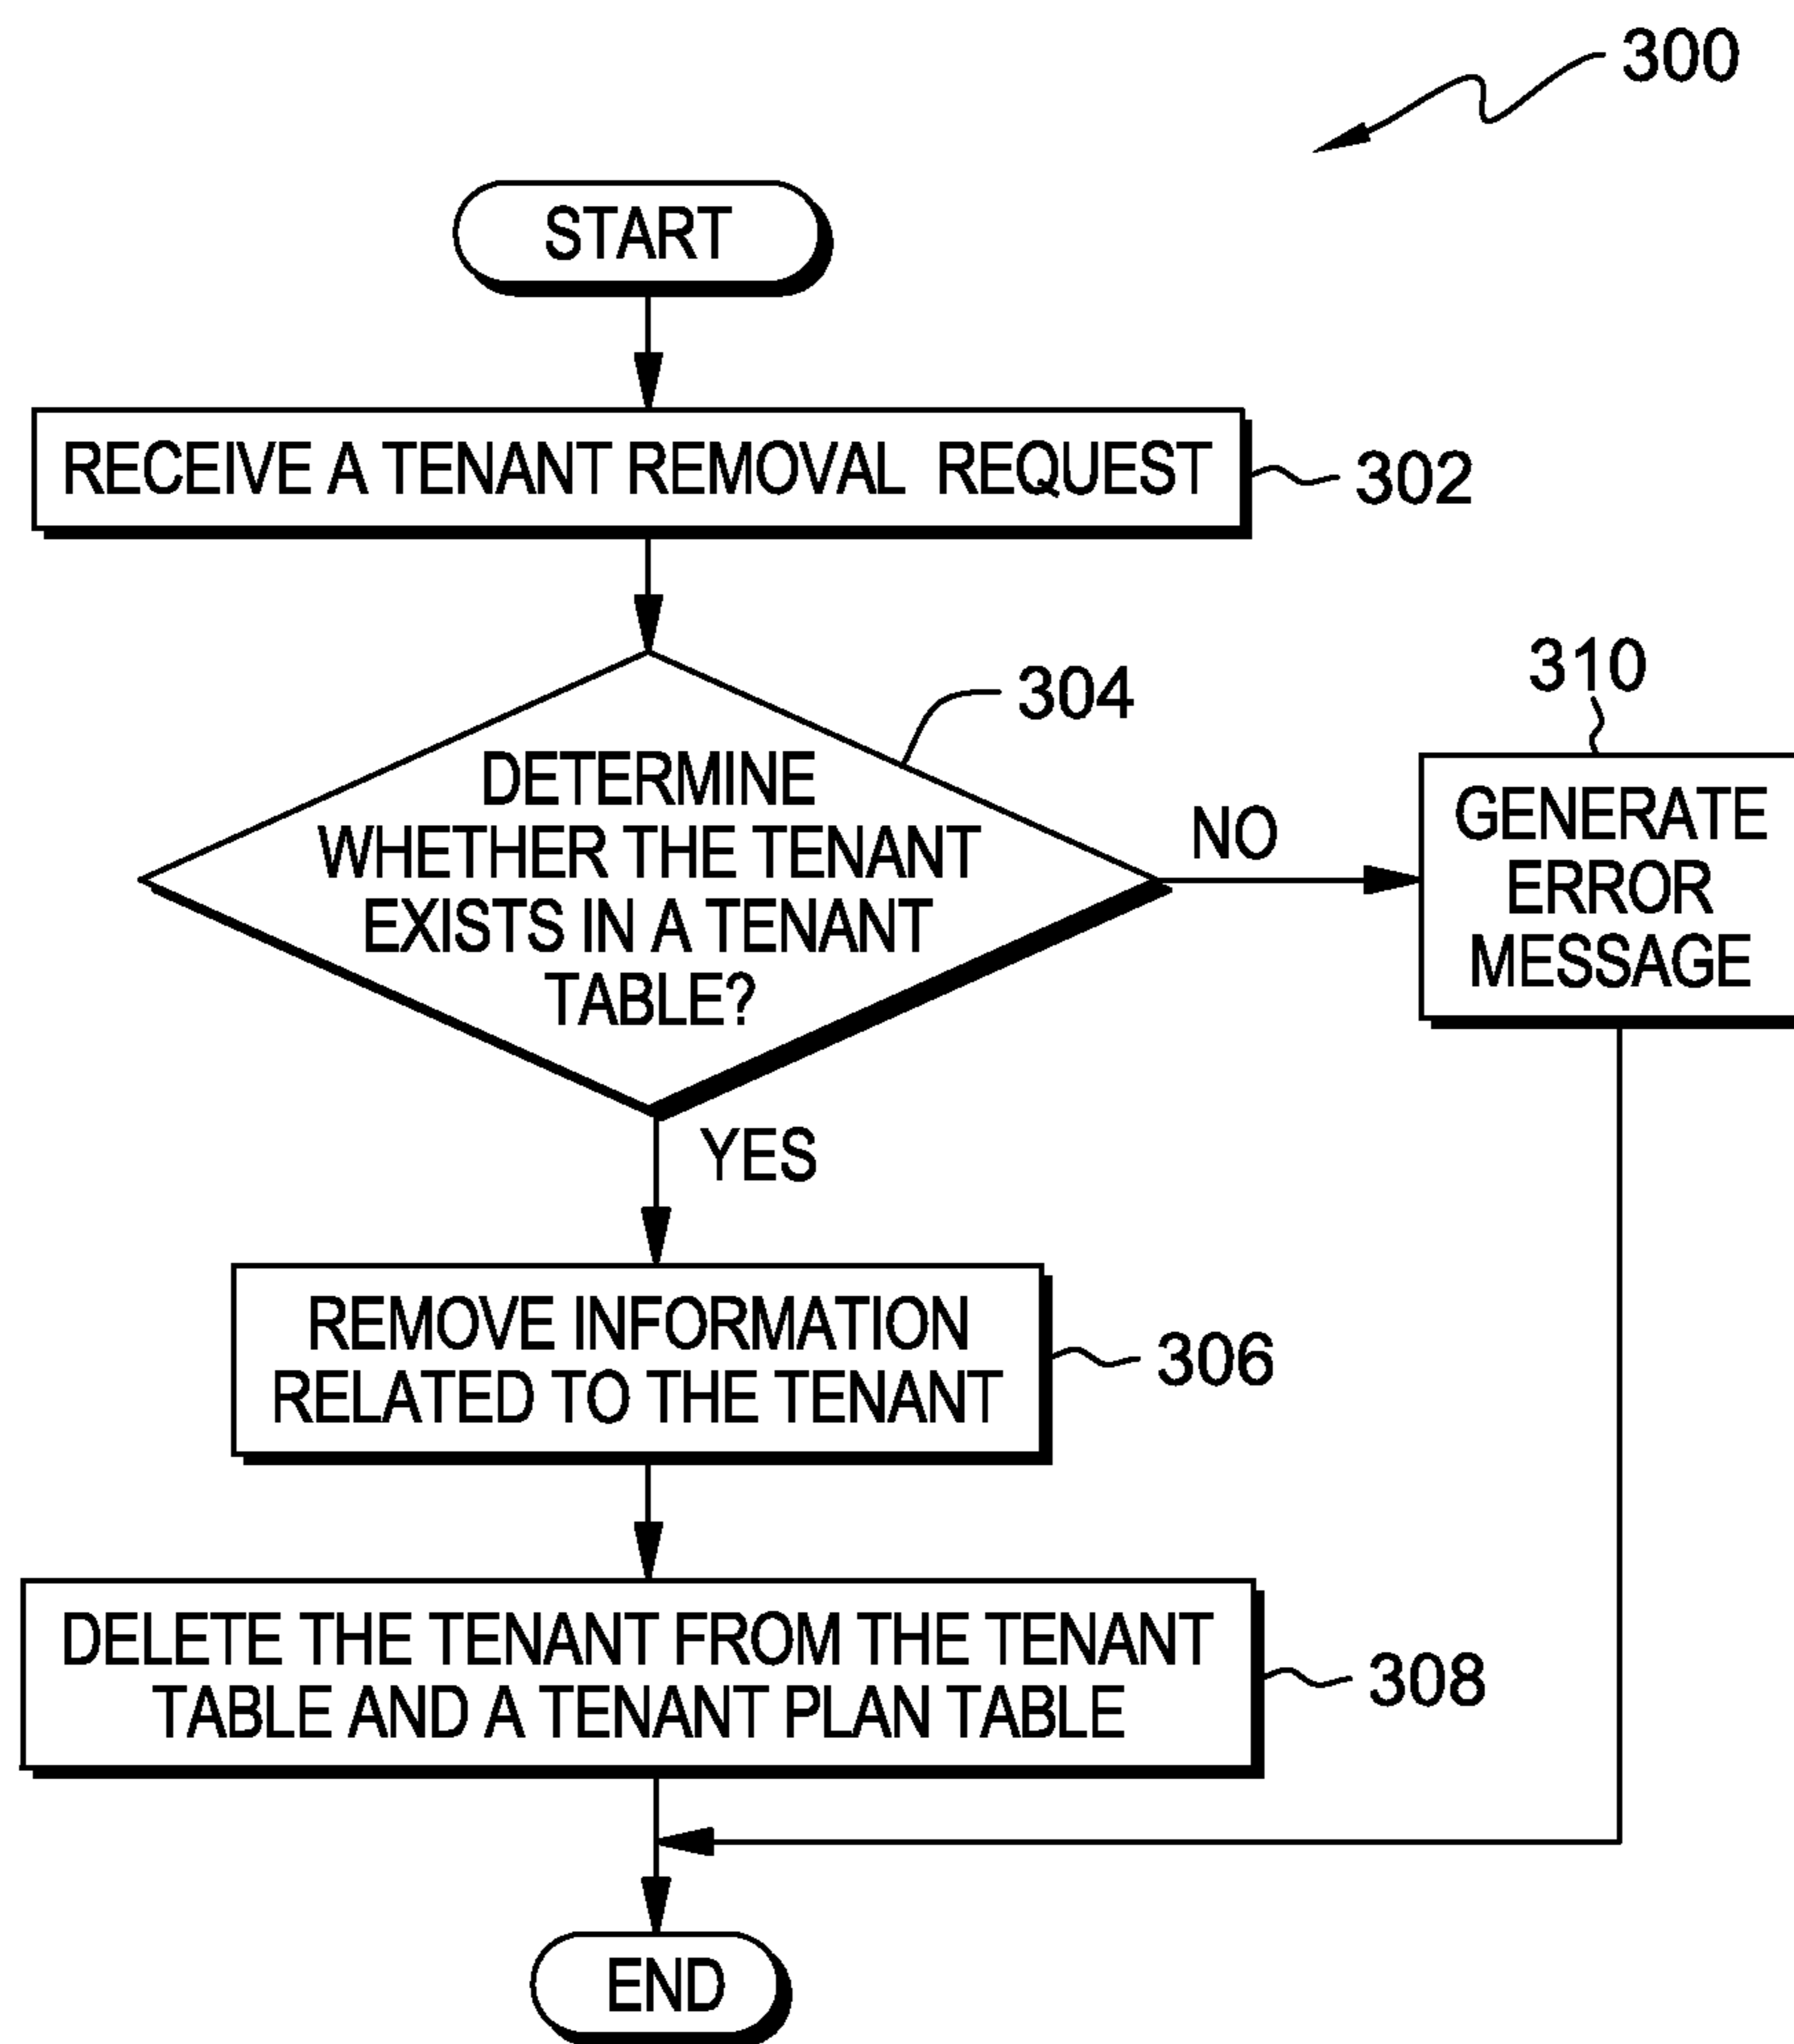 300
START
RECEIVE A TENANT REMOVAL REQUEST
302
304
DETERMINE
WHETHER THE TENANT
EXISTS IN A TENANT
TABLE?
NO
310
GENERATE
ERROR
MESSAGE
YES
REMOVE INFORMATION
RELATED TO THE TENANT
306
DELETE THE TENANT FROM THE TENANT
TABLE AND A TENANT PLAN TABLE
308
END